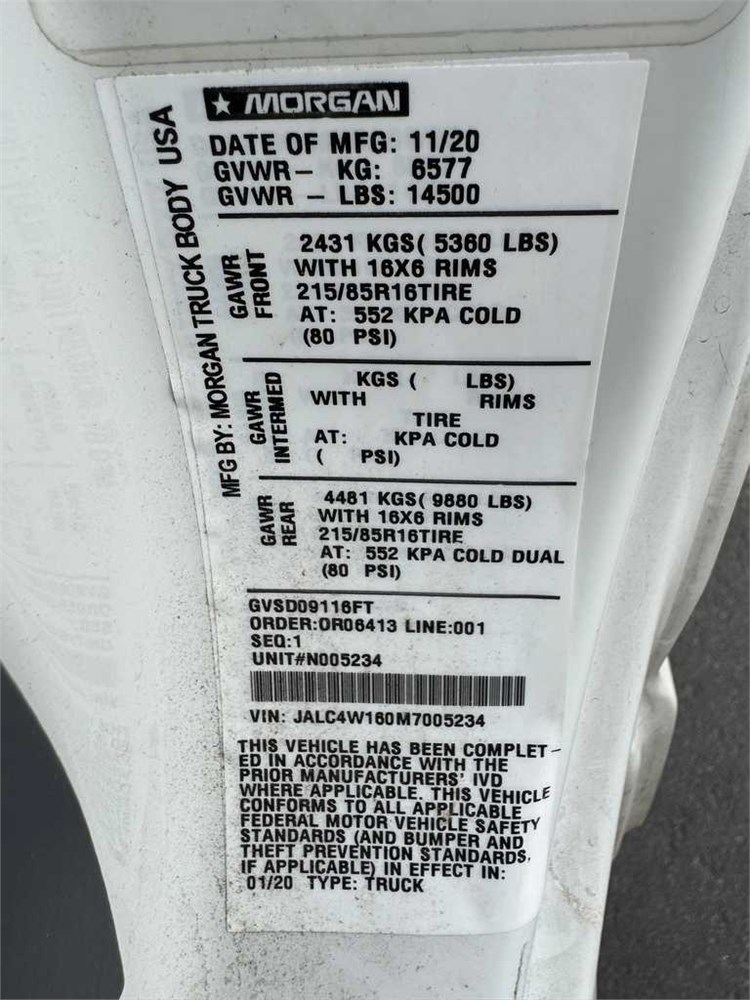 MORGAN
MFG BY: MORGAN TRUCK BODY USA
DATE OF MFG: 11/20
GVWR- KG: 6577
GVWR - LBS: 14500
GAWR
FRONT
2431 KGS( 5360 LBS)
WITH 16X6 RIMS
215/85R16TIRE
AT: 552 KPA COLD
(80 PSI)
GAWR
INTERMED
KGS ( LBS)
WITH RIMS
TIRE
AT: KPA COLD
( PSI)
GAWR
REAR
4481 KGS( 9880 LBS)
WITH 16X6 RIMS
215/85R16TIRE
AT: 552 KPA COLD DUAL
(80 PSI)
GVSD09116FT
ORDER:OR06413 LINE:001
SEQ:1
UNIT#N005234
VIN: JALC4W160M7005234
THIS VEHICLE HAS BEEN COMPLET-
ED IN ACCORDANCE WITH THE
PRIOR MANUFACTURERS' IVD
WHERE APPLICABLE. THIS VEHICLE
CONFORMS TO ALL APPLICABLE
FEDERAL MOTOR VEHICLE SAFETY
STANDARDS (AND BUMPER AND
THEFT PREVENTION STANDARDS,
IF APPLICABLE) IN EFFECT IN:
01/20 TYPE: TRUCK